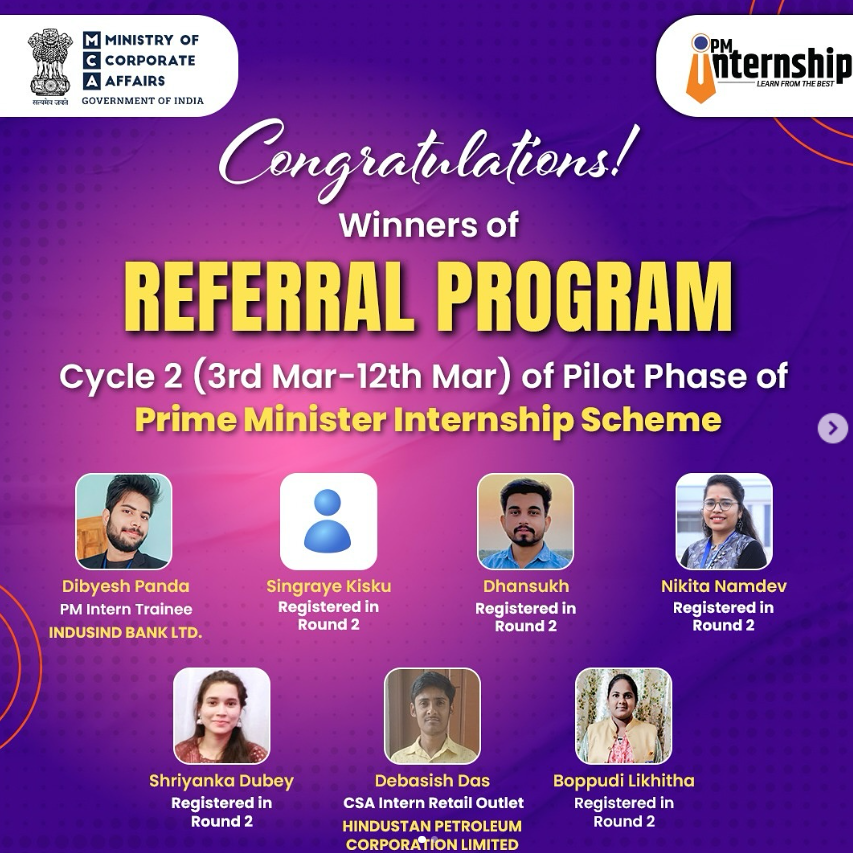 MINISTRY OF
CORPORATE
AFFAIRS
M
C
A
GOVERNMENT OF INDIA
सत्यमेव जयते
PM
internship
LEARN FROM THE BEST
Congratulations!
Winners of
REFERRAL PROGRAM
Cycle 2 (3rd Mar-12th Mar) of Pilot Phase of
Prime Minister Internship Scheme
Dibyesh Panda
PM Intern Trainee
INDUSIND BANK LTD.
Singraye Kisku
Registered in
Round 2
Dhansukh
Registered in
Round 2
Nikita Namdev
Registered in
Round 2
Shriyanka Dubey
Registered in
Round 2
Debasish Das
CSA Intern Retail Outlet
HINDUSTAN PETROLEUM
CORPORATION LIMITED
Boppudi Likhitha
Registered in
Round 2